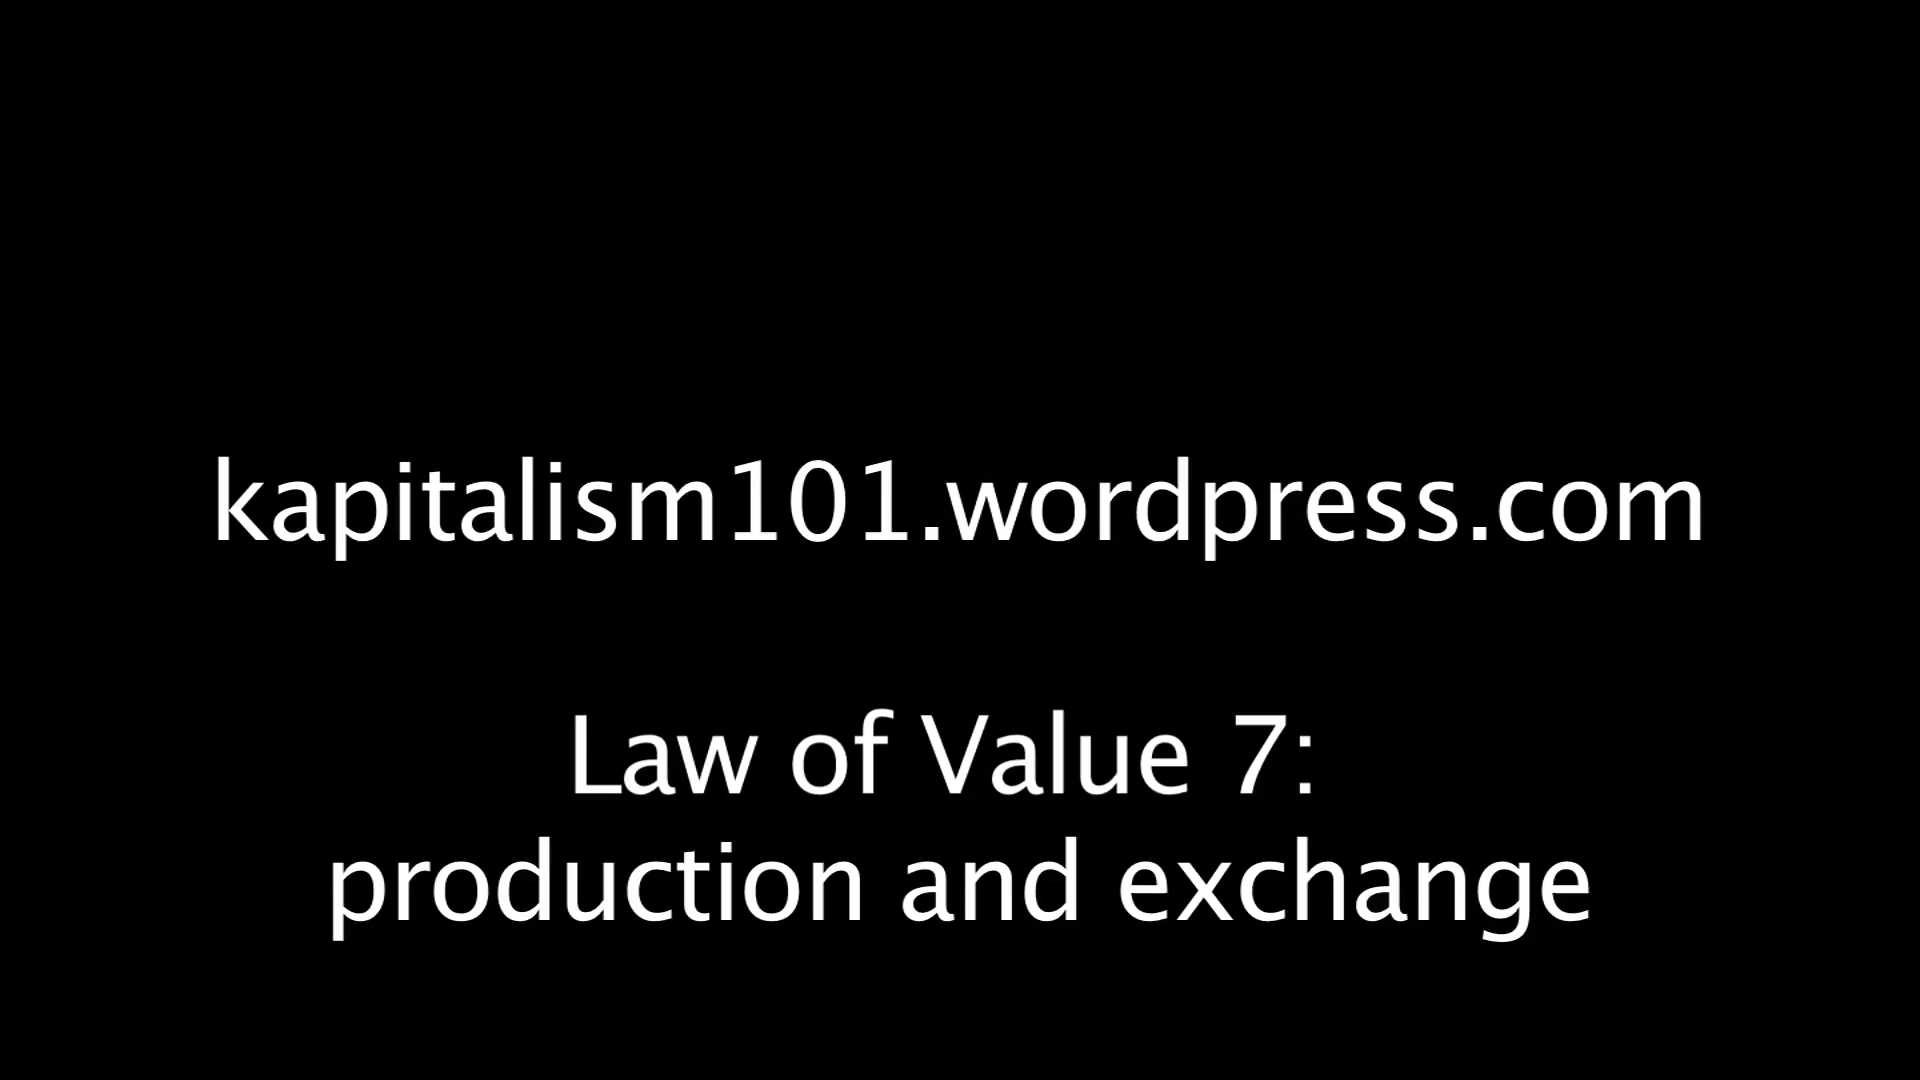 kapitalism101.wordpress.com
Law of Value 7:
production and exchange